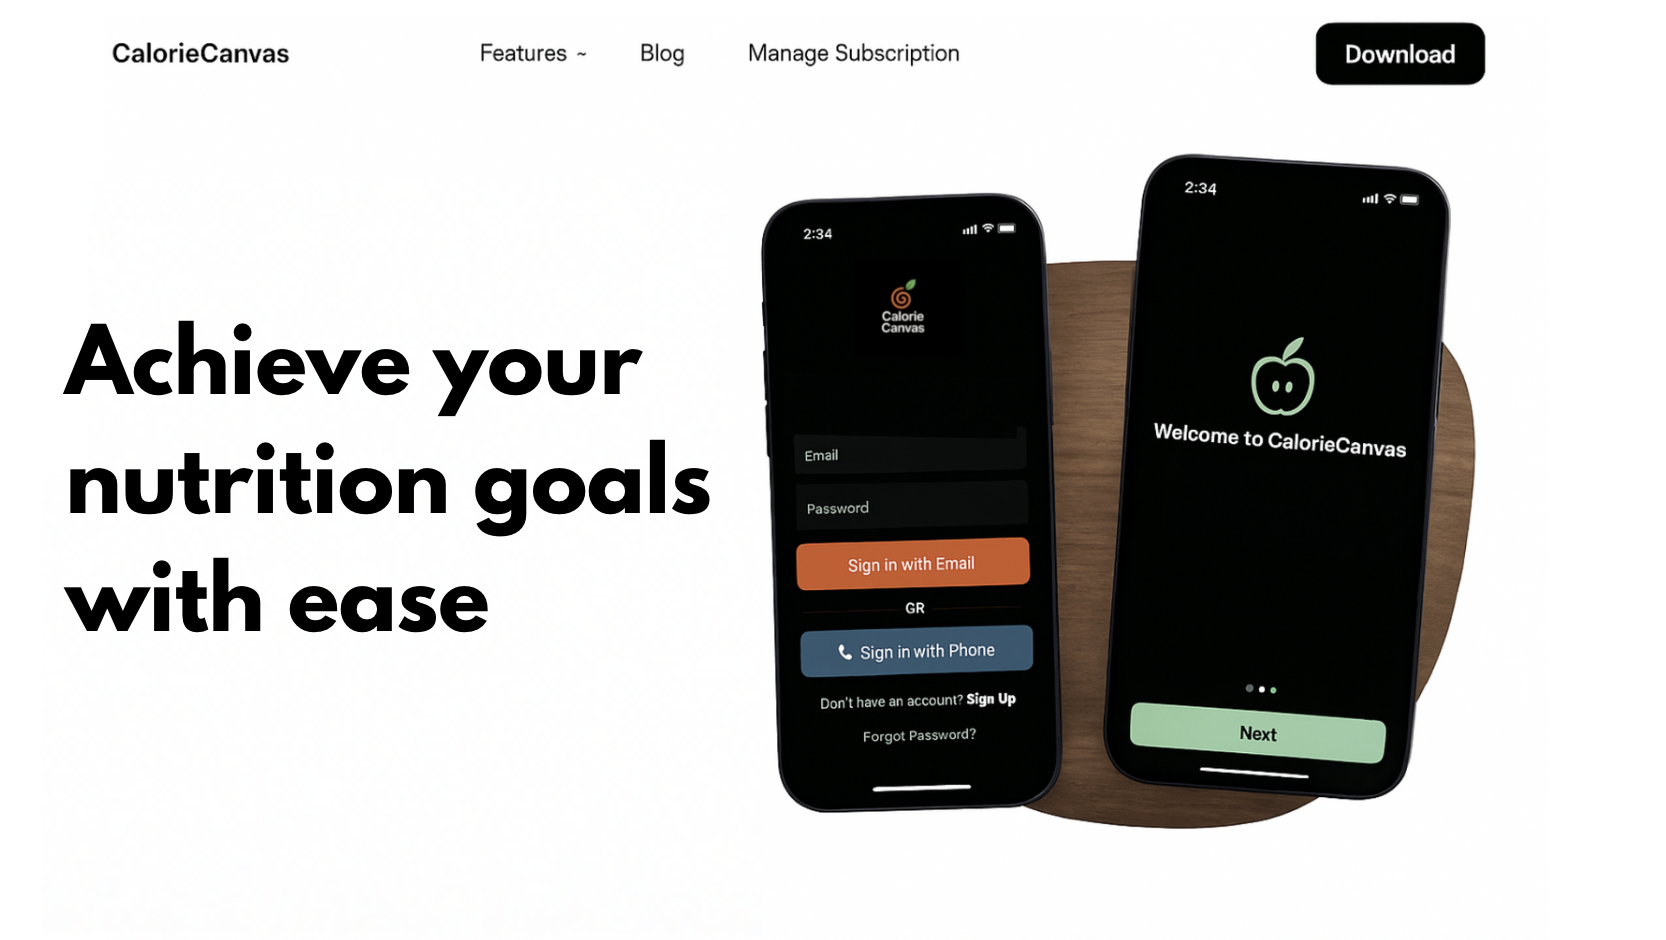 CalorieCanvas
Features ~
Blog
Manage Subscription
Download
Achieve your
nutrition goals
with ease
2:34
Calorie
Canvas
Email
Password
Sign in with Email
GR
Sign in with Phone
Don't have an account? Sign Up
Forgot Password?
2:34
Welcome to CalorieCanvas
Next